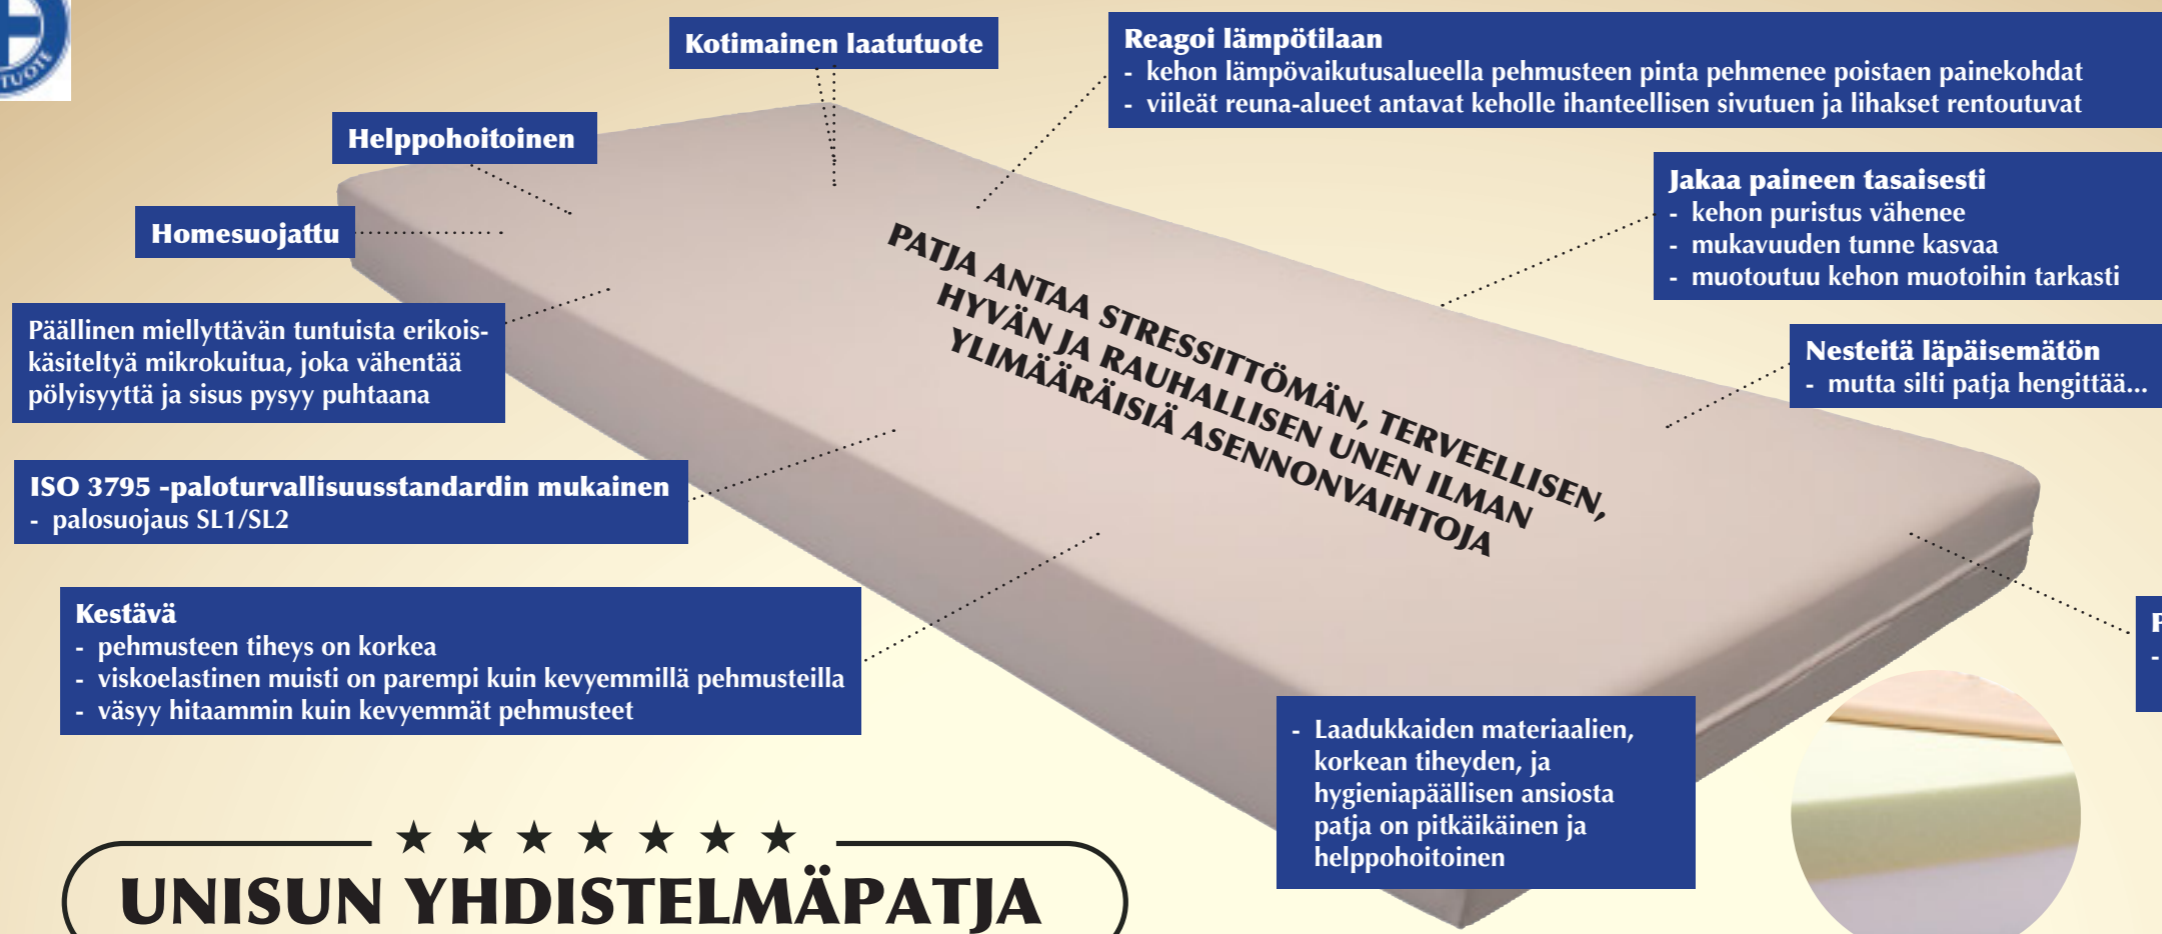 TUOTE
Kotimainen laatutuote
Reagoi lämpötilaan
- kehon lämpövaikutusalueella pehmusteen pinta pehmenee poistaen painekohdat
- viileät reuna-alueet antavat keholle ihanteellisen sivutuen ja lihakset rentoutuvat
Helppohoitoinen
Jakaa paineen tasaisesti
- kehon puristus vähenee
- mukavuuden tunne kasvaa
- muotoutuu kehon muotoihin tarkasti
Homesuojattu
PATJA ANTAA STRESSITTÖMÄN, TERVEELLISEN,
HYVÄN JA RAUHALLISEN UNEN ILMAN
YLIMÄÄRÄISIÄ ASENNONVAIHTOJA
Päällinen miellyttävän tuntuista erikois-
käsiteltyä mikrokuitua, joka vähentää
pölyisyyttä ja sisus pysyy puhtaana
Nesteitä läpäisemätön
- mutta silti patja hengittää...
ISO 3795 -paloturvallisuusstandardin mukainen
- palosuojaus SL1/SL2
Kestävä
- pehmusteen tiheys on korkea
- viskoelastinen muisti on parempi kuin kevyemmillä pehmusteilla
- väsyy hitaammin kuin kevyemmät pehmusteet
- Laadukkaiden materiaalien,
korkean tiheyden, ja
hygieniapäällisen ansiosta
patja on pitkäikäinen ja
helppohoitoinen
UNISUN YHDISTELMÄPATJA